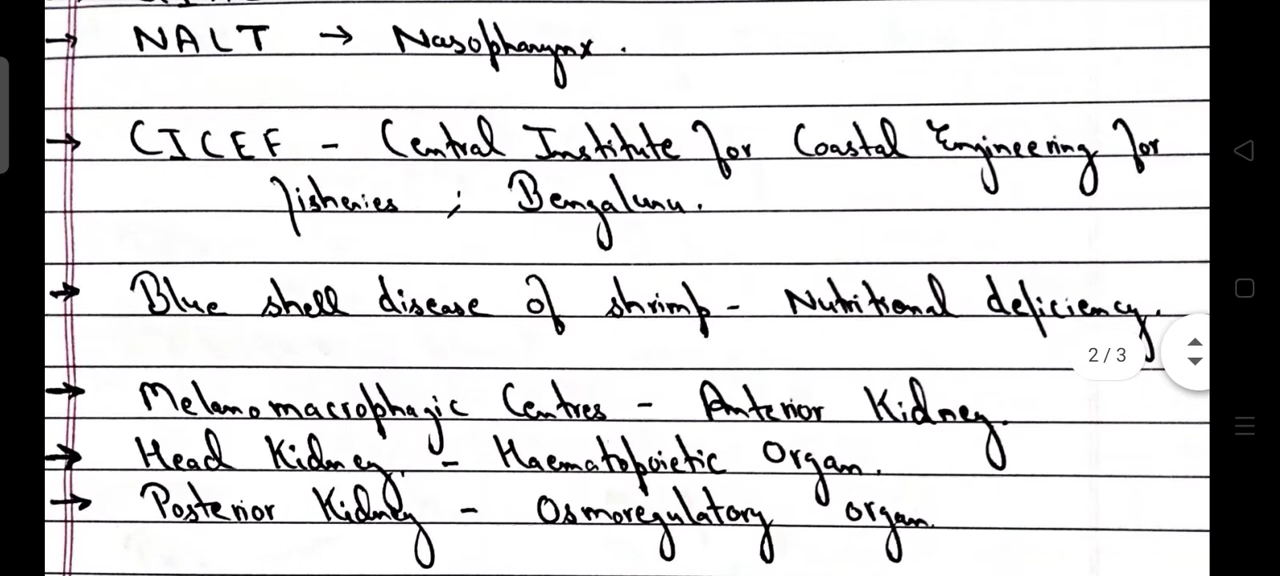 → NALT → Nasopharynx.
→ CICEF - Central Institute for Coastal Engineering for
fisheries ; Bengaluru.
→ Blue shell disease of shrimp - Nutritional deficiency.
2/3
→ Melanomacrophagic Centres - Anterior Kidney.
→ Head Kidney. - Haematopoietic Organ.
→ Posterior Kidney - Osmoregulatory organ.